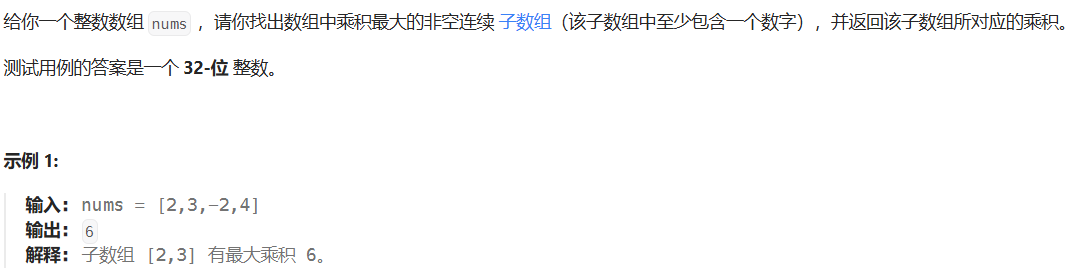 给你一个整数数组 nums ，请你找出数组中乘积最大的非空连续 子数组（该子数组中至少包含一个数字），并返回该子数组所对应的乘积。
测试用例的答案是一个 32-位 整数。
示例 1:
输入：nums = [2,3,-2,4]
输出：6
解释：子数组 [2,3] 有最大乘积 6。